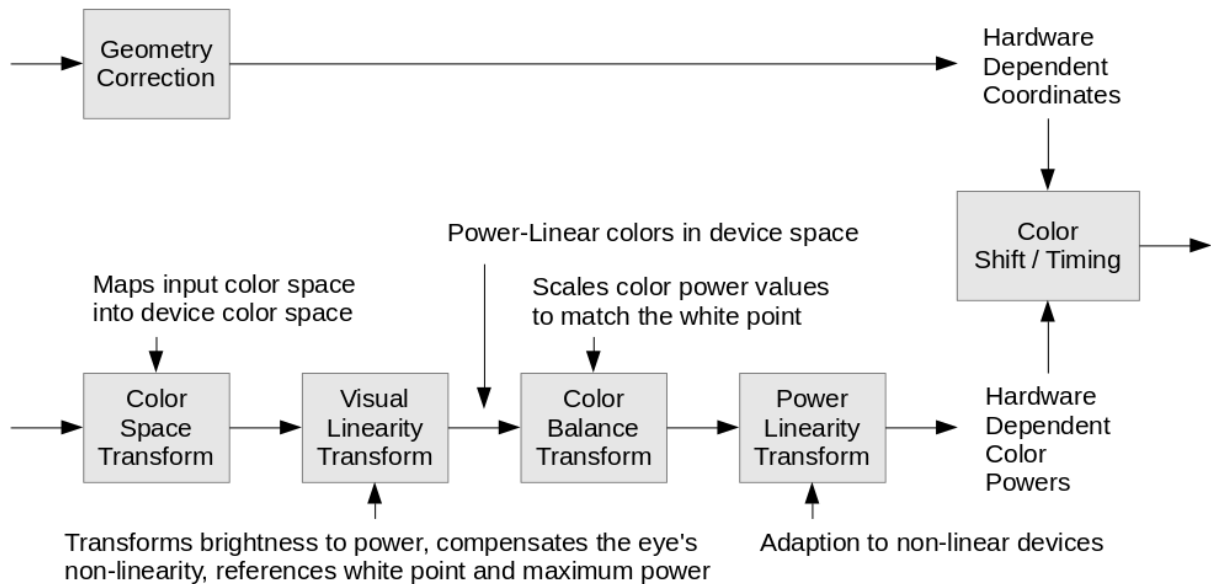 Geometry
Correction
Hardware
Dependent
Coordinates
Color
Shift / Timing
Power-Linear colors in device space
Maps input color space
into device color space
Scales color power values
to match the white point
Color
Space
Transform
Visual
Linearity
Transform
Color
Balance
Transform
Power
Linearity
Transform
Hardware
Dependent
Color
Powers
Transforms brightness to power, compensates the eye's
non-linearity, references white point and maximum power
Adaption to non-linear devices